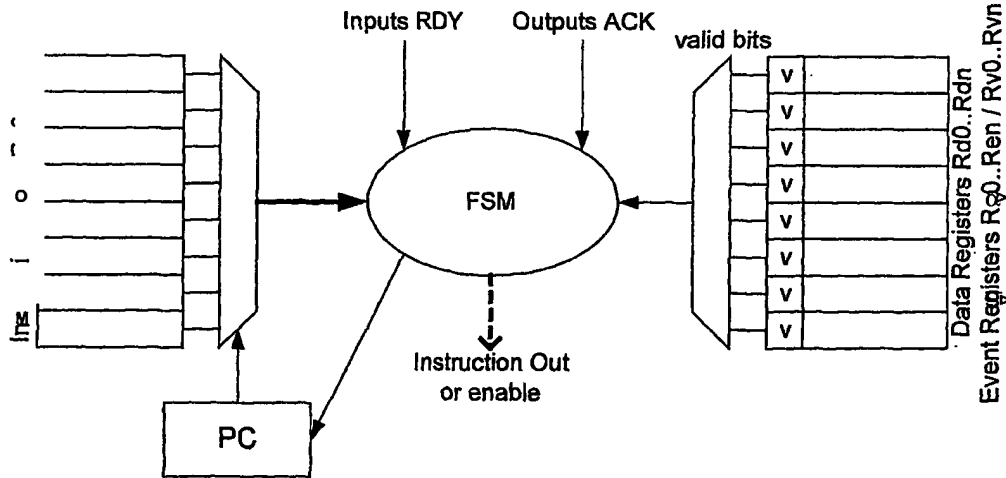 Inputs RDY
Outputs ACK
valid bits
v
v
v
v
v
v
v
v
FSM
Instruction Out
or enable
PC
Data Registers Rd0..Rdn
Event Registers Re0..Ren / Rv0..Rvn